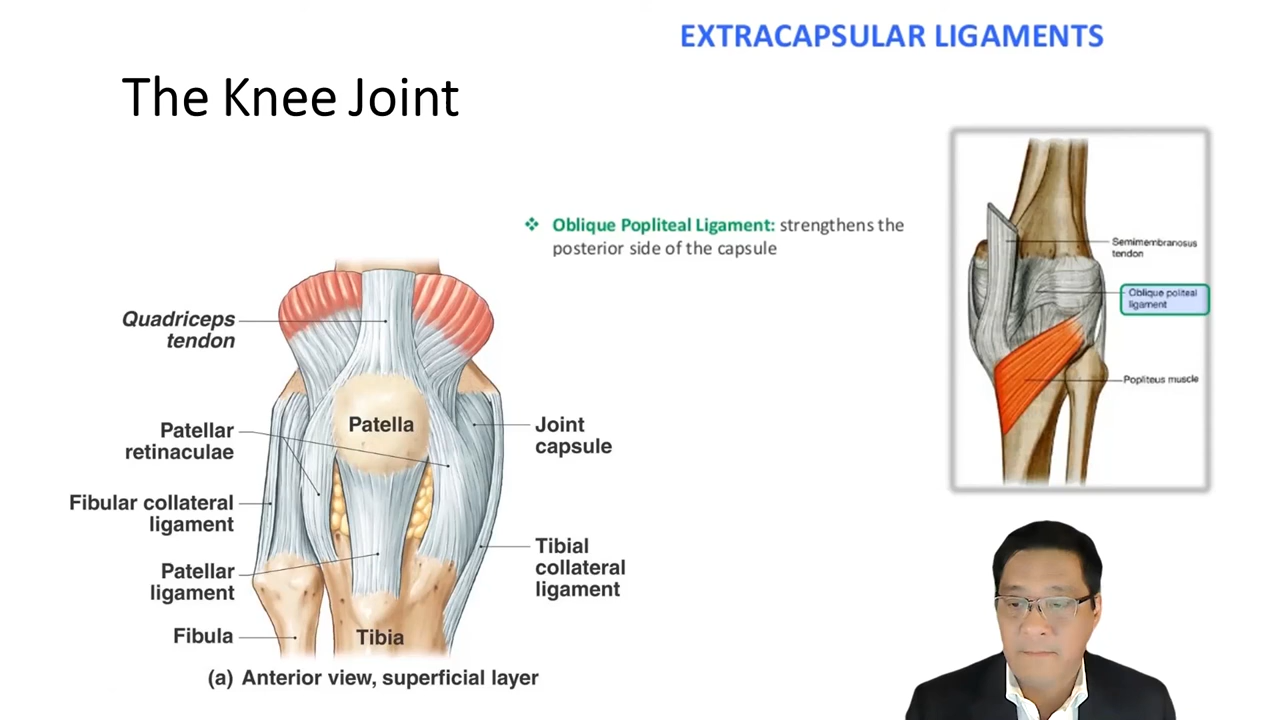 EXTRACAPSULAR LIGAMENTS
The Knee Joint
❖ Oblique Popliteal Ligament: strengthens the
posterior side of the capsule
Quadriceps
tendon
Patella
Patellar
retinaculae
Joint
capsule
Fibular collateral
ligament
Tibial
collateral
ligament
Patellar
ligament
Fibula
Tibia
(a) Anterior view, superficial layer
Semimembranosus
tendon
Oblique politeal
ligament
Popliteus muscle